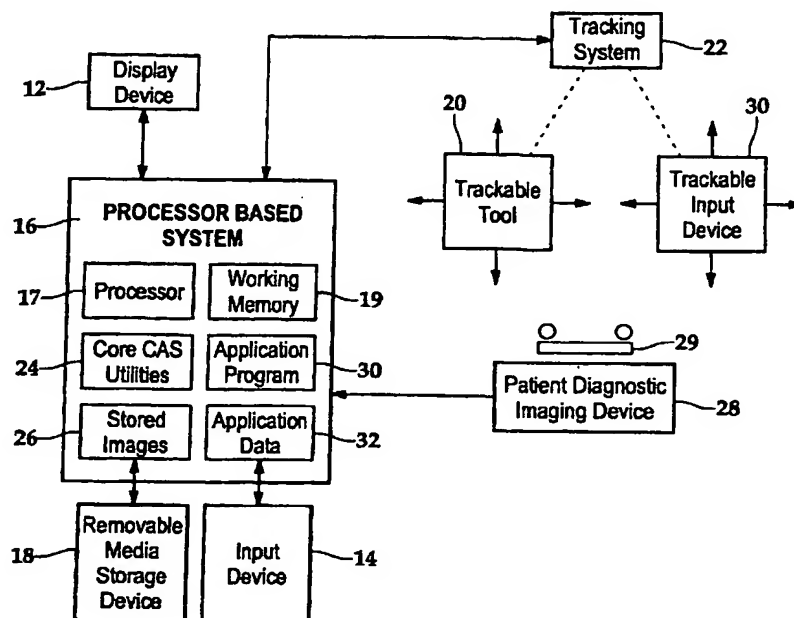 Tracking
System
22
12
Display
Device
20
30
Trackable
Tool
Trackable
Input
Device
16
PROCESSOR BASED
SYSTEM
17
Processor
Working
Memory
19
24
Core CAS
Utilities
Application
Program
30
29
Patient Diagnostic
Imaging Device
28
26
Stored
Images
Application
Data
32
18
Removable
Media
Storage
Device
Input
Device
14